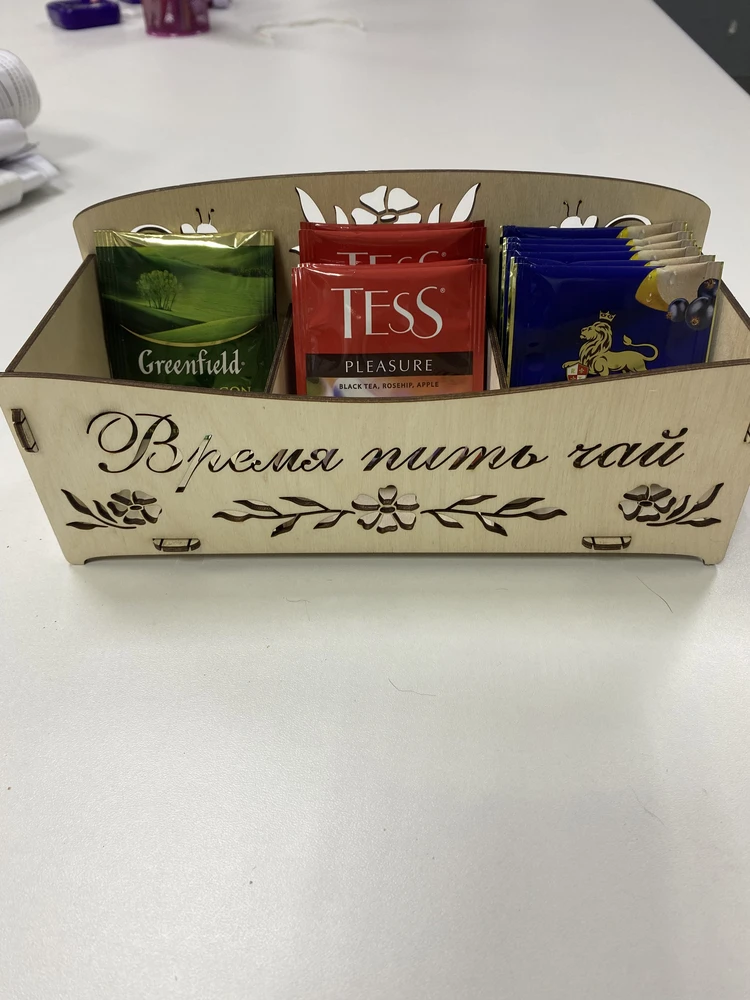 Greenfield
TESS
TESS
PLEASURE
BLACK TEA, ROSEHIP, APPLE
Время пить чай